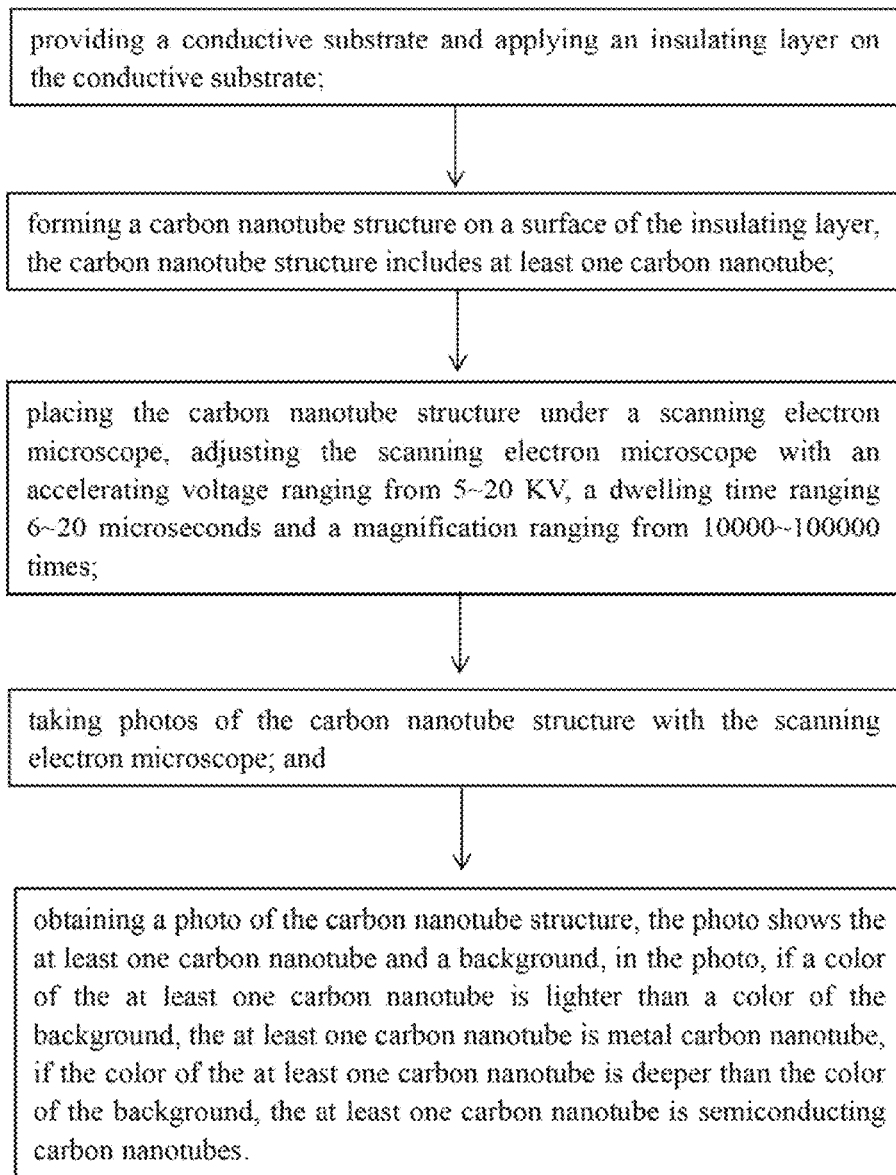 providing a conductive substrate and applying an insulating layer on
the conductive substrate;
forming a carbon nanotube structure on a surface of the insulating layer,
the carbon nanotube structure includes at least one carbon nanotube;
placing the carbon nanotube structure under a scanning electron
microscope, adjusting the scanning electron microscope with an
accelerating voltage ranging from 5~20 KV, a dwelling time ranging
6~20 microseconds and a magnification ranging from 10000~100000
times;
taking photos of the carbon nanotube structure with the scanning
electron microscope; and
obtaining a photo of the carbon nanotube structure, the photo shows the
at least one carbon nanotube and a background, in the photo, if a color
of the at least one carbon nanotube is lighter than a color of the
background, the at least one carbon nanotube is metal carbon nanotube,
if the color of the at least one carbon nanotube is deeper than the color
of the background, the at least one carbon nanotube is semiconducting
carbon nanotubes.